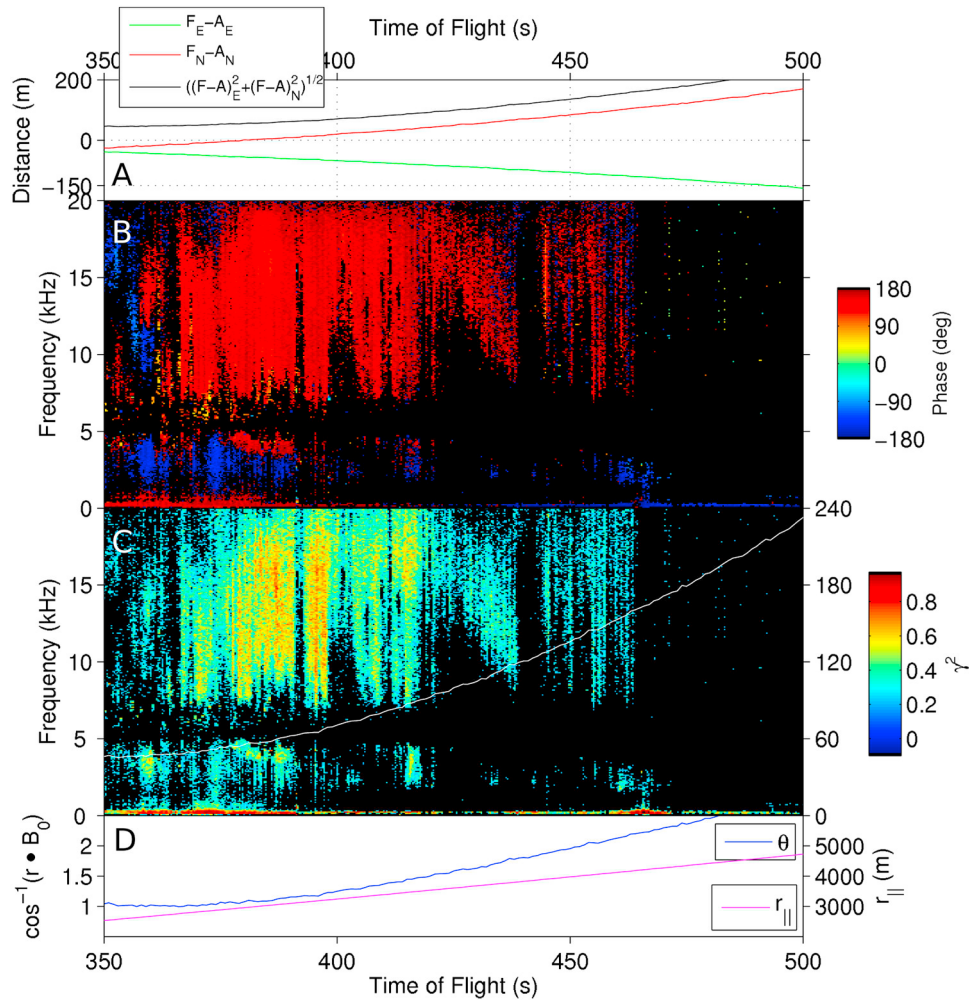 F_E−A_E
F_N−A_N
((F−A)_E^2+(F−A)_N^2)^1/2
Time of Flight (s)
350 400 450 500
200
0
−150
Distance (m)
A
20
15
10
5
0
Frequency (kHz)
B
180
90
0
−90
−180
Phase (deg)
C
15
10
5
0
Frequency (kHz)
240
180
120
60
0
0.8
0.6
0.4
0.2
0
γ^2
D
2
1.5
1
cos^−1(r • B_0)
θ
r_||
5000
4000
3000
r_|| (m)
350 400 450 500
Time of Flight (s)